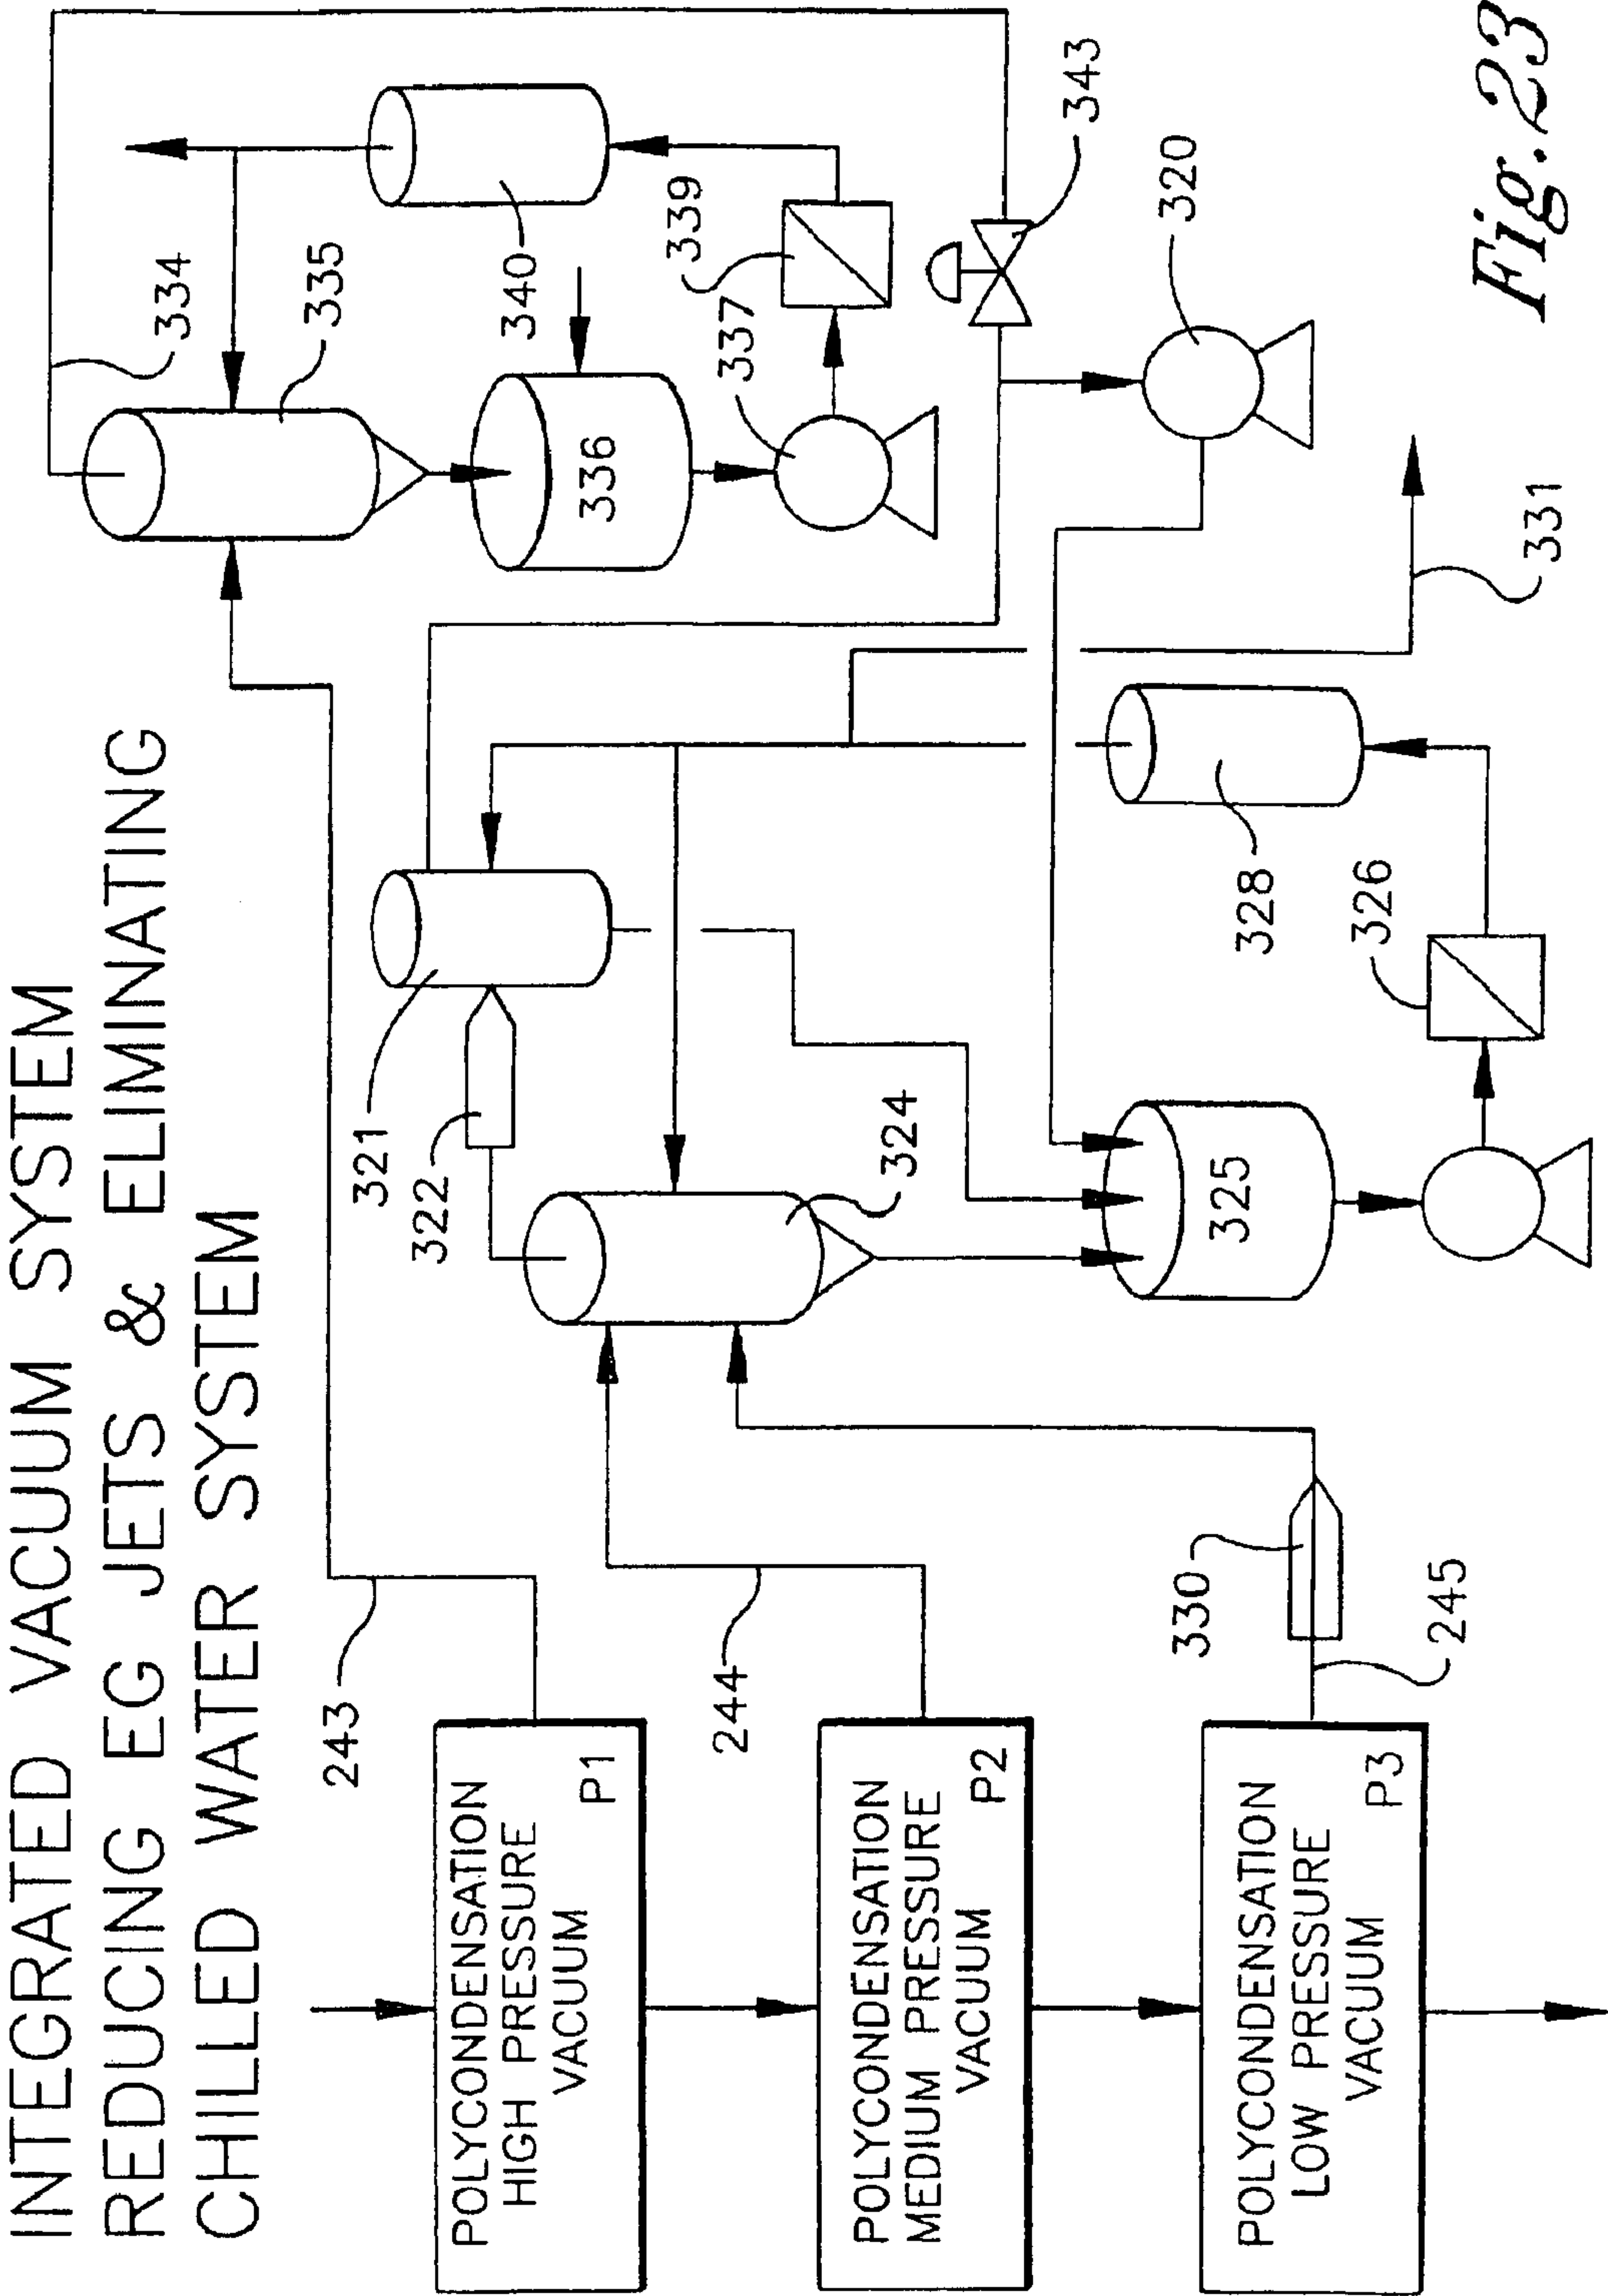 INTEGRATED VACUUM SYSTEM
REDUCING EG JETS & ELIMINATING
CHILLED WATER SYSTEM
334
335
340
336
337
339
343
320
331
243
321
322
324
325
328
326
244
330
245
POLYCONDENSATION
HIGH PRESSURE
VACUUM
P1
POLYCONDENSATION
MEDIUM PRESSURE
VACUUM
P2
POLYCONDENSATION
LOW PRESSURE
VACUUM
P3
Fig.23